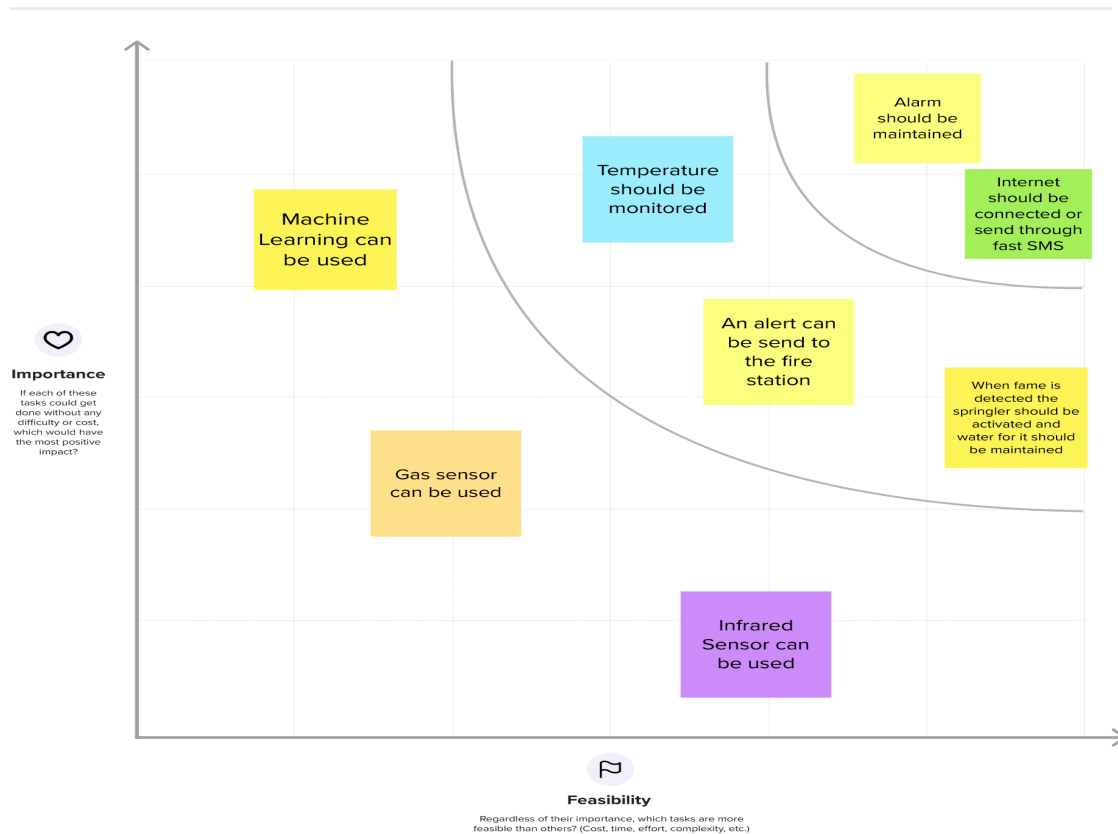 Alarm
should be
maintained
Temperature
should be
monitored
Internet
should be
connected or
send through
fast SMS
Machine
Learning can
be used
An alert can
be send to
the fire
station
Importance
If each of these
tasks could get
done without any
difficulty or cost,
which would have
the most positive
impact?
When fame is
detected the
springler should be
activated and
water for it should
be maintained
Gas sensor
can be used
Infrared
Sensor can
be used
Feasibility
Regardless of their importance, which tasks are more
feasible than others? (Cost, time, effort, complexity, etc.)